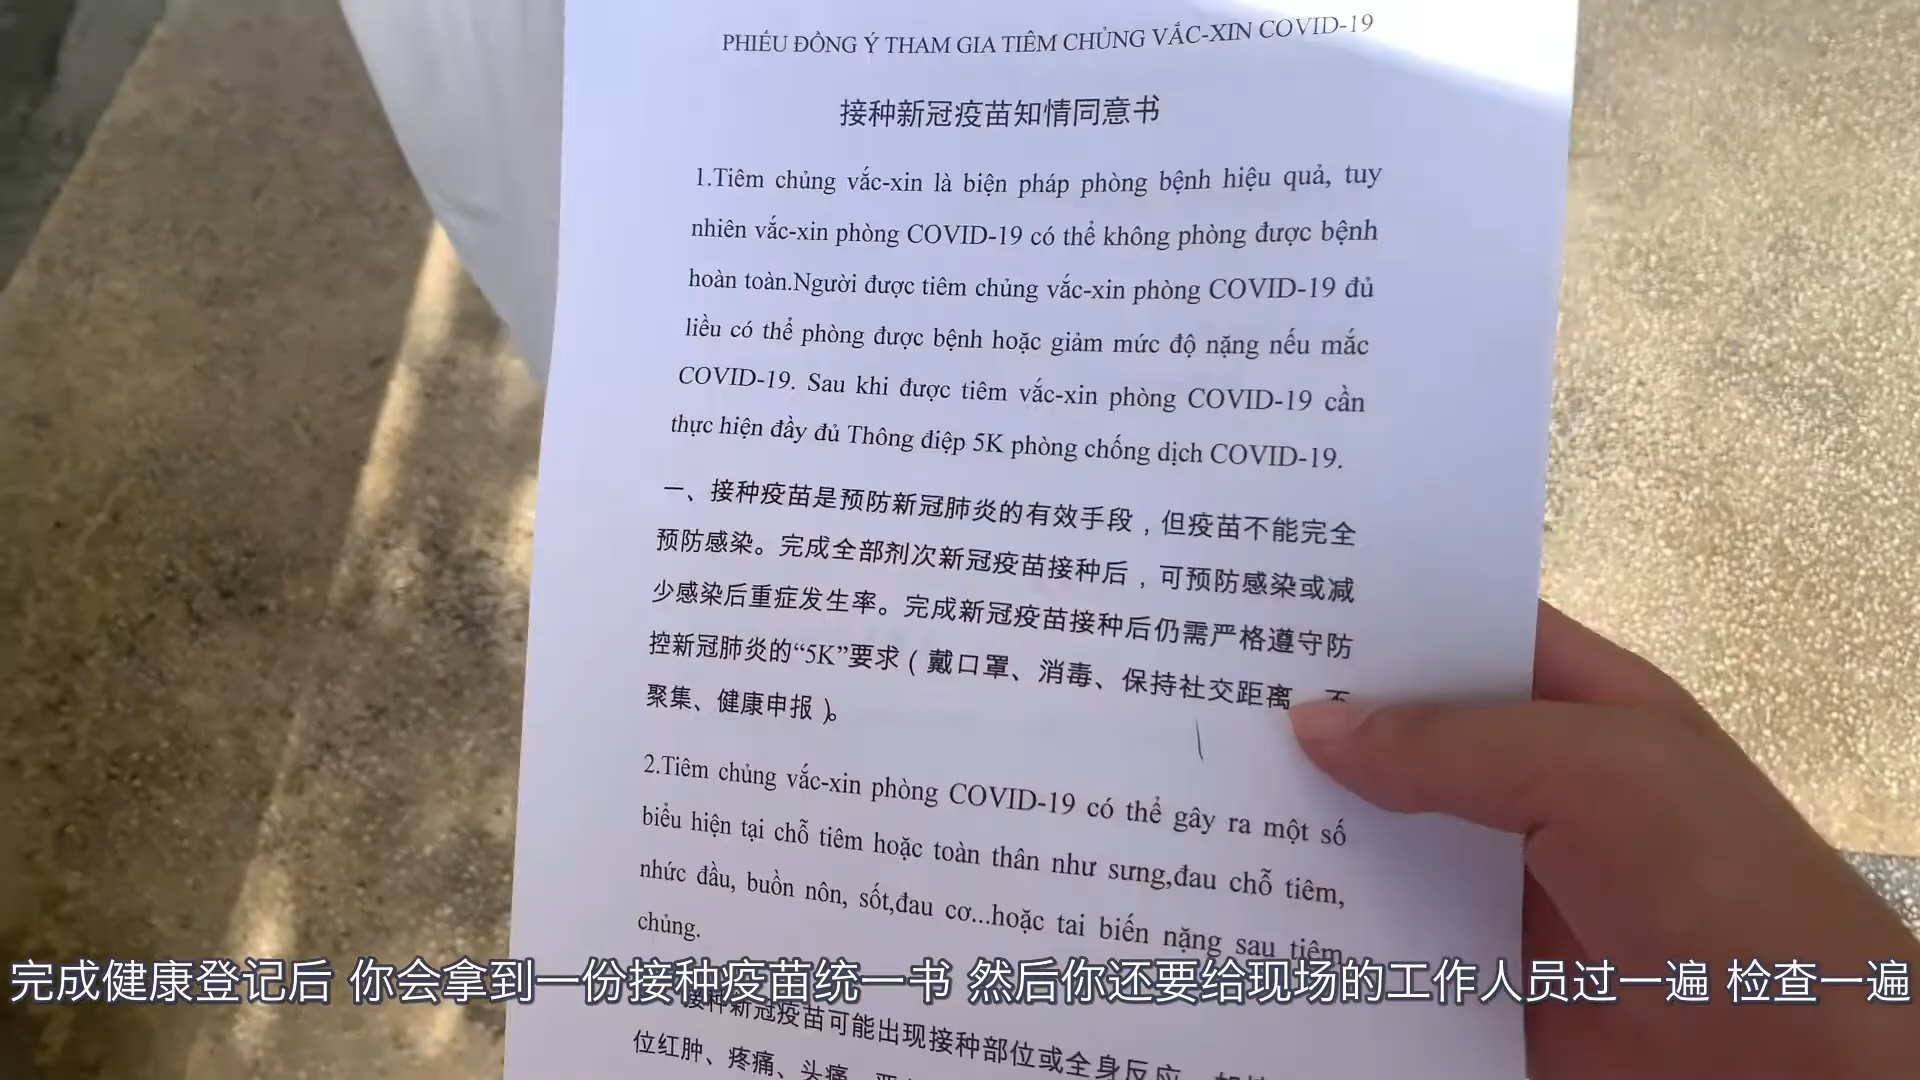 PHIẾU ĐỒNG Ý THAM GIA TIÊM CHỦNG VẮC-XIN COVID-19
接种新冠疫苗知情同意书
1.Tiêm chủng vắc-xin là biện pháp phòng bệnh hiệu quả, tuy
nhiên vắc-xin phòng COVID-19 có thể không phòng được bệnh
hoàn toàn.Người được tiêm chủng vắc-xin phòng COVID-19 đủ
liều có thể phòng được bệnh hoặc giảm mức độ nặng nếu mắc
COVID-19. Sau khi được tiêm vắc-xin phòng COVID-19 cần
thực hiện đầy đủ Thông điệp 5K phòng chống dịch COVID-19.
一、接种疫苗是预防新冠肺炎的有效手段，但疫苗不能完全
预防感染。完成全部剂次新冠疫苗接种后，可预防感染或减
少感染后重症发生率。完成新冠疫苗接种后仍需严格遵守防
控新冠肺炎的“5K”要求（戴口罩、消毒、保持社交距离、不
聚集、健康申报）。
2.Tiêm chủng vắc-xin phòng COVID-19 có thể gây ra một số
biểu hiện tại chỗ tiêm hoặc toàn thân như sưng,đau chỗ tiêm,
nhức đầu, buồn nôn, sốt,đau cơ...hoặc tai biến nặng sau tiêm
chủng.
接种新冠疫苗可能出现接种部位或全身反应
位红肿、疼痛、头痛
完成健康登记后 你会拿到一份接种疫苗统一书 然后你还要给现场的工作人员过一遍 检查一遍